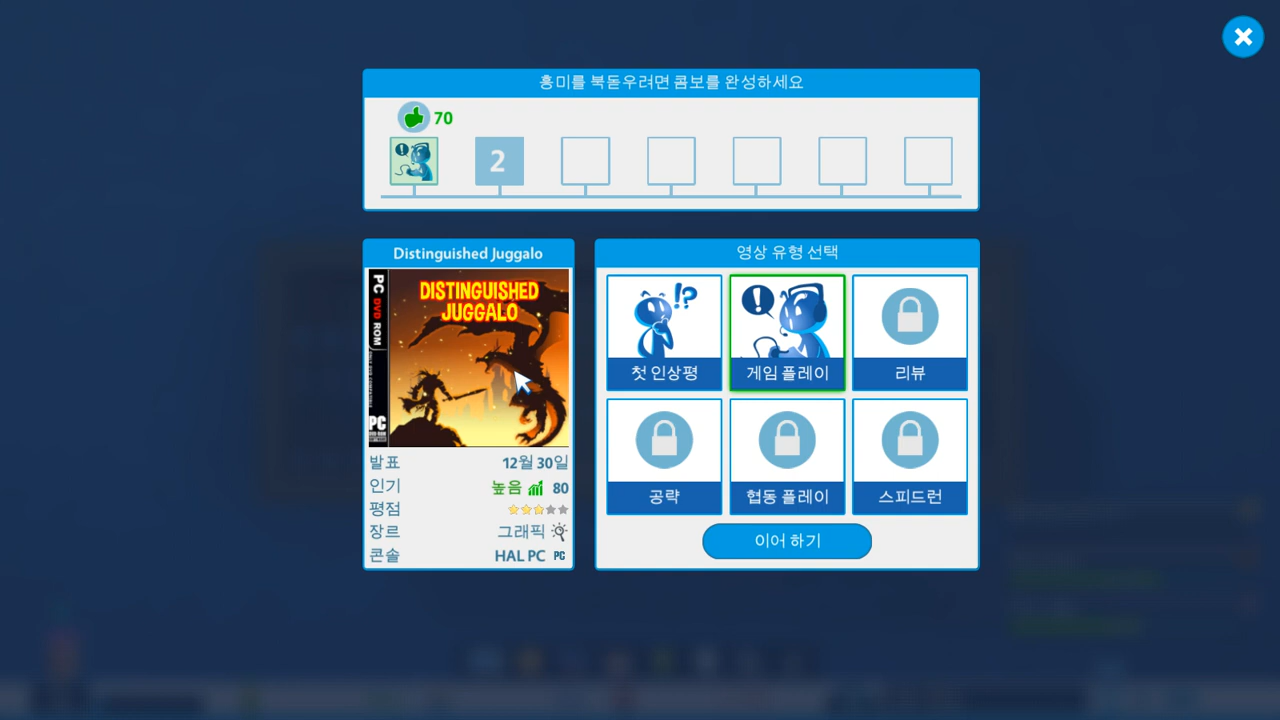 흥미를 북돋우려면 콤보를 완성하세요
70
2
Distinguished Juggalo
PC DVD ROM
DISTINGUISHED
JUGGALO
PC
발표 12월 30일
인기 높음 80
평점
장르 그래픽
콘솔 HAL PC PC
영상 유형 선택
!?
!
첫 인상평
게임 플레이
리뷰
공략
협동 플레이
스피드런
이어 하기